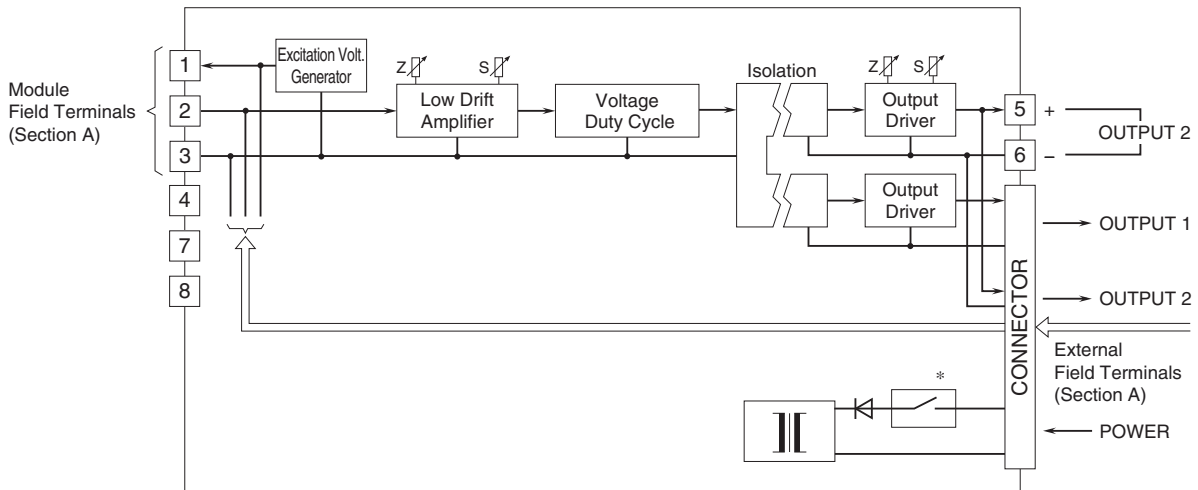 Module
Field Terminals
(Section A)
1
2
3
4
7
8
Excitation Volt.
Generator
Z
S
Low Drift
Amplifier
Voltage
Duty Cycle
Isolation
Z
S
Output
Driver
Output
Driver
5
+
6
−
OUTPUT 2
OUTPUT 1
OUTPUT 2
CONNECTOR
External
Field Terminals
(Section A)
POWER
*